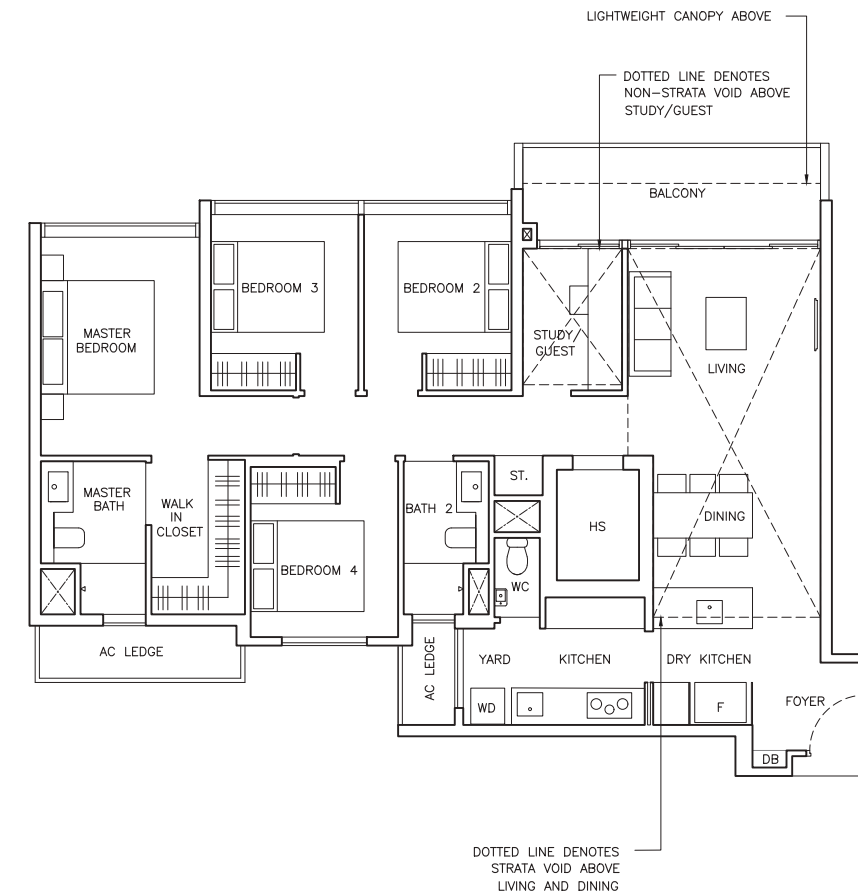 LIGHTWEIGHT CANOPY ABOVE
DOTTED LINE DENOTES
NON-STRATA VOID ABOVE
STUDY/GUEST
BALCONY
BEDROOM 3
BEDROOM 2
MASTER
BEDROOM
STUDY/
GUEST
LIVING
MASTER
BATH
WALK
IN
CLOSET
BEDROOM 4
BATH 2
ST.
HS
DINING
WC
AC LEDGE
AC LEDGE
YARD
KITCHEN
DRY KITCHEN
WD
F
FOYER
DB
DOTTED LINE DENOTES
STRATA VOID ABOVE
LIVING AND DINING